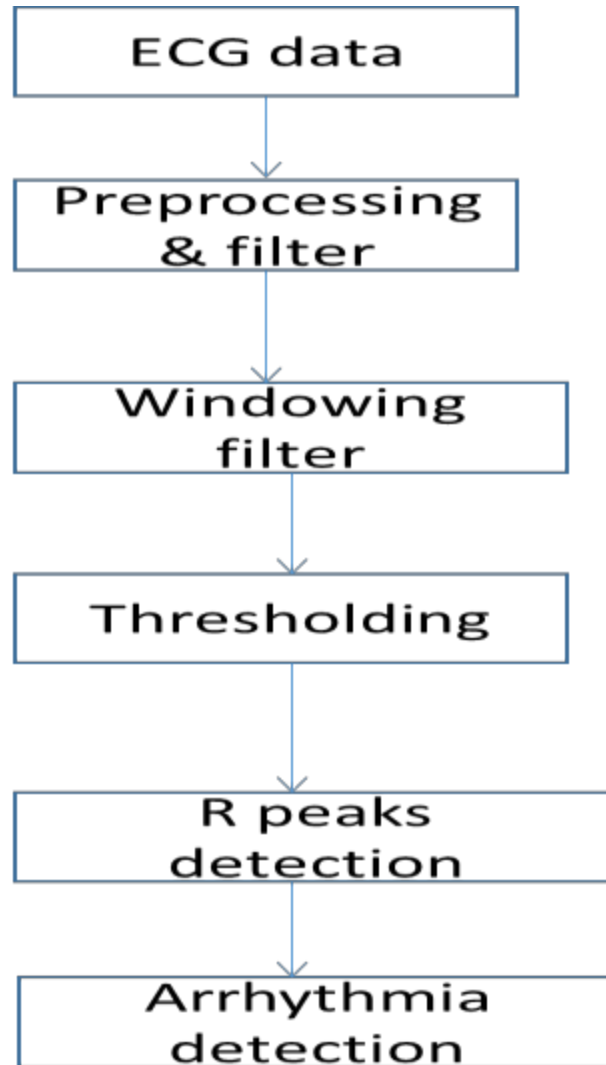 ECG data
Preprocessing
& filter
Windowing
filter
Thresholding
R peaks
detection
Arrhythmia
detection